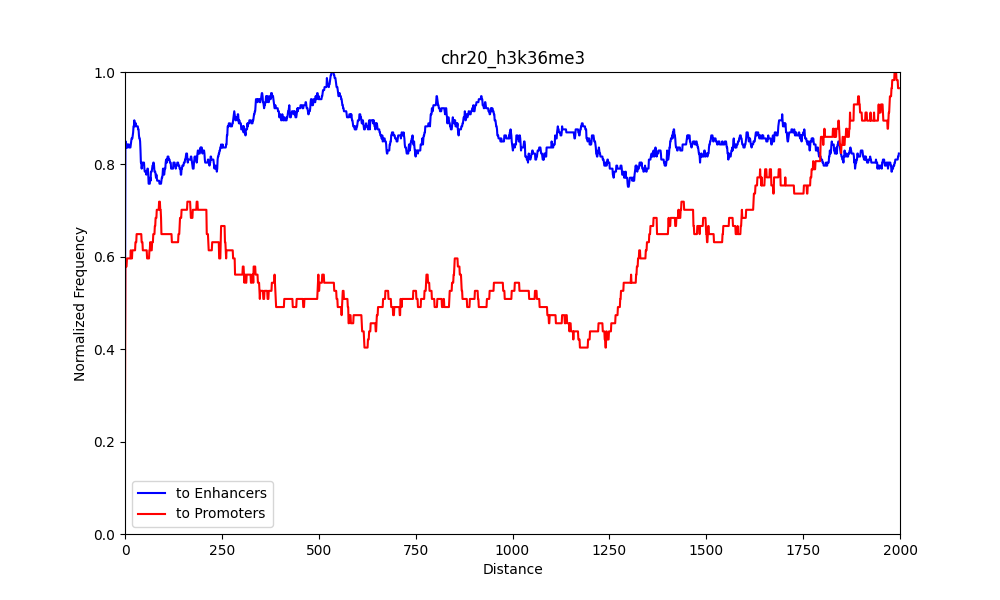 chr20_h3k36me3
Normalized Frequency
1.0
0.8
0.6
0.4
0.2
0.0
to Enhancers
to Promoters
0 250 500 750 1000 1250 1500 1750 2000
Distance